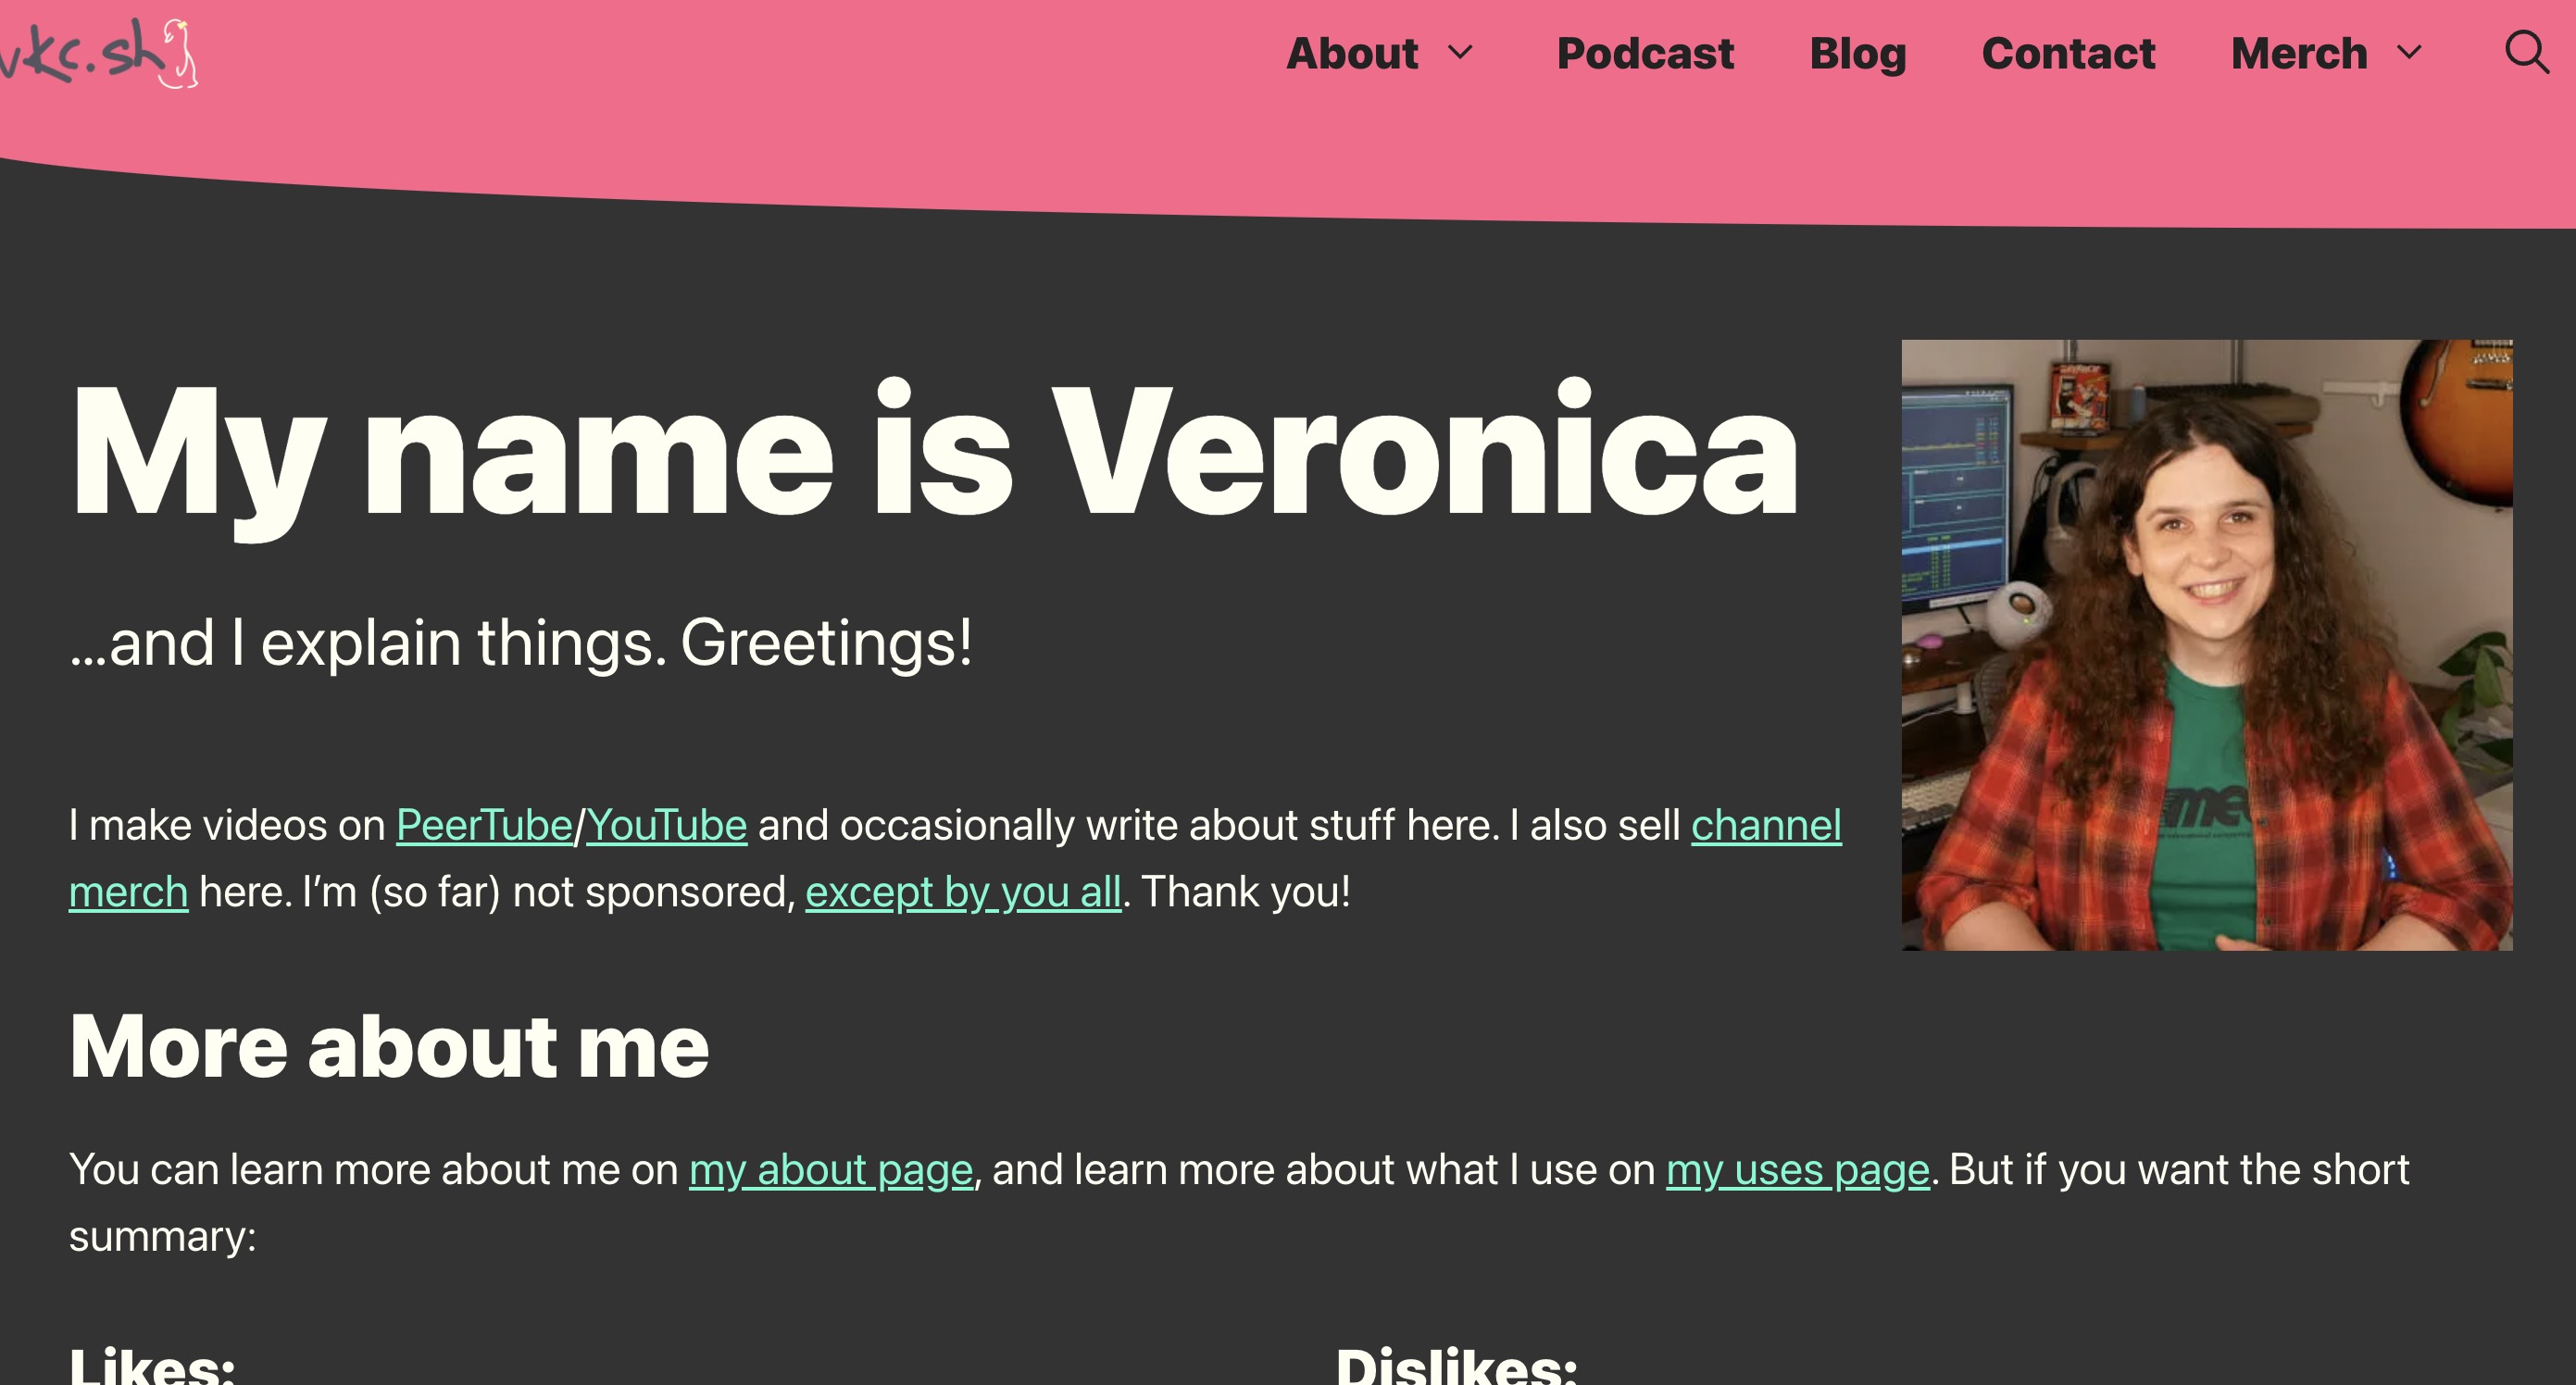 vkc.sh
About Podcast Blog Contact Merch
My name is Veronica
...and I explain things. Greetings!
I make videos on PeerTube/YouTube and occasionally write about stuff here. I also sell channel
merch here. I’m (so far) not sponsored, except by you all. Thank you!
More about me
You can learn more about me on my about page, and learn more about what I use on my uses page. But if you want the short
summary:
Likes: Dislikes: